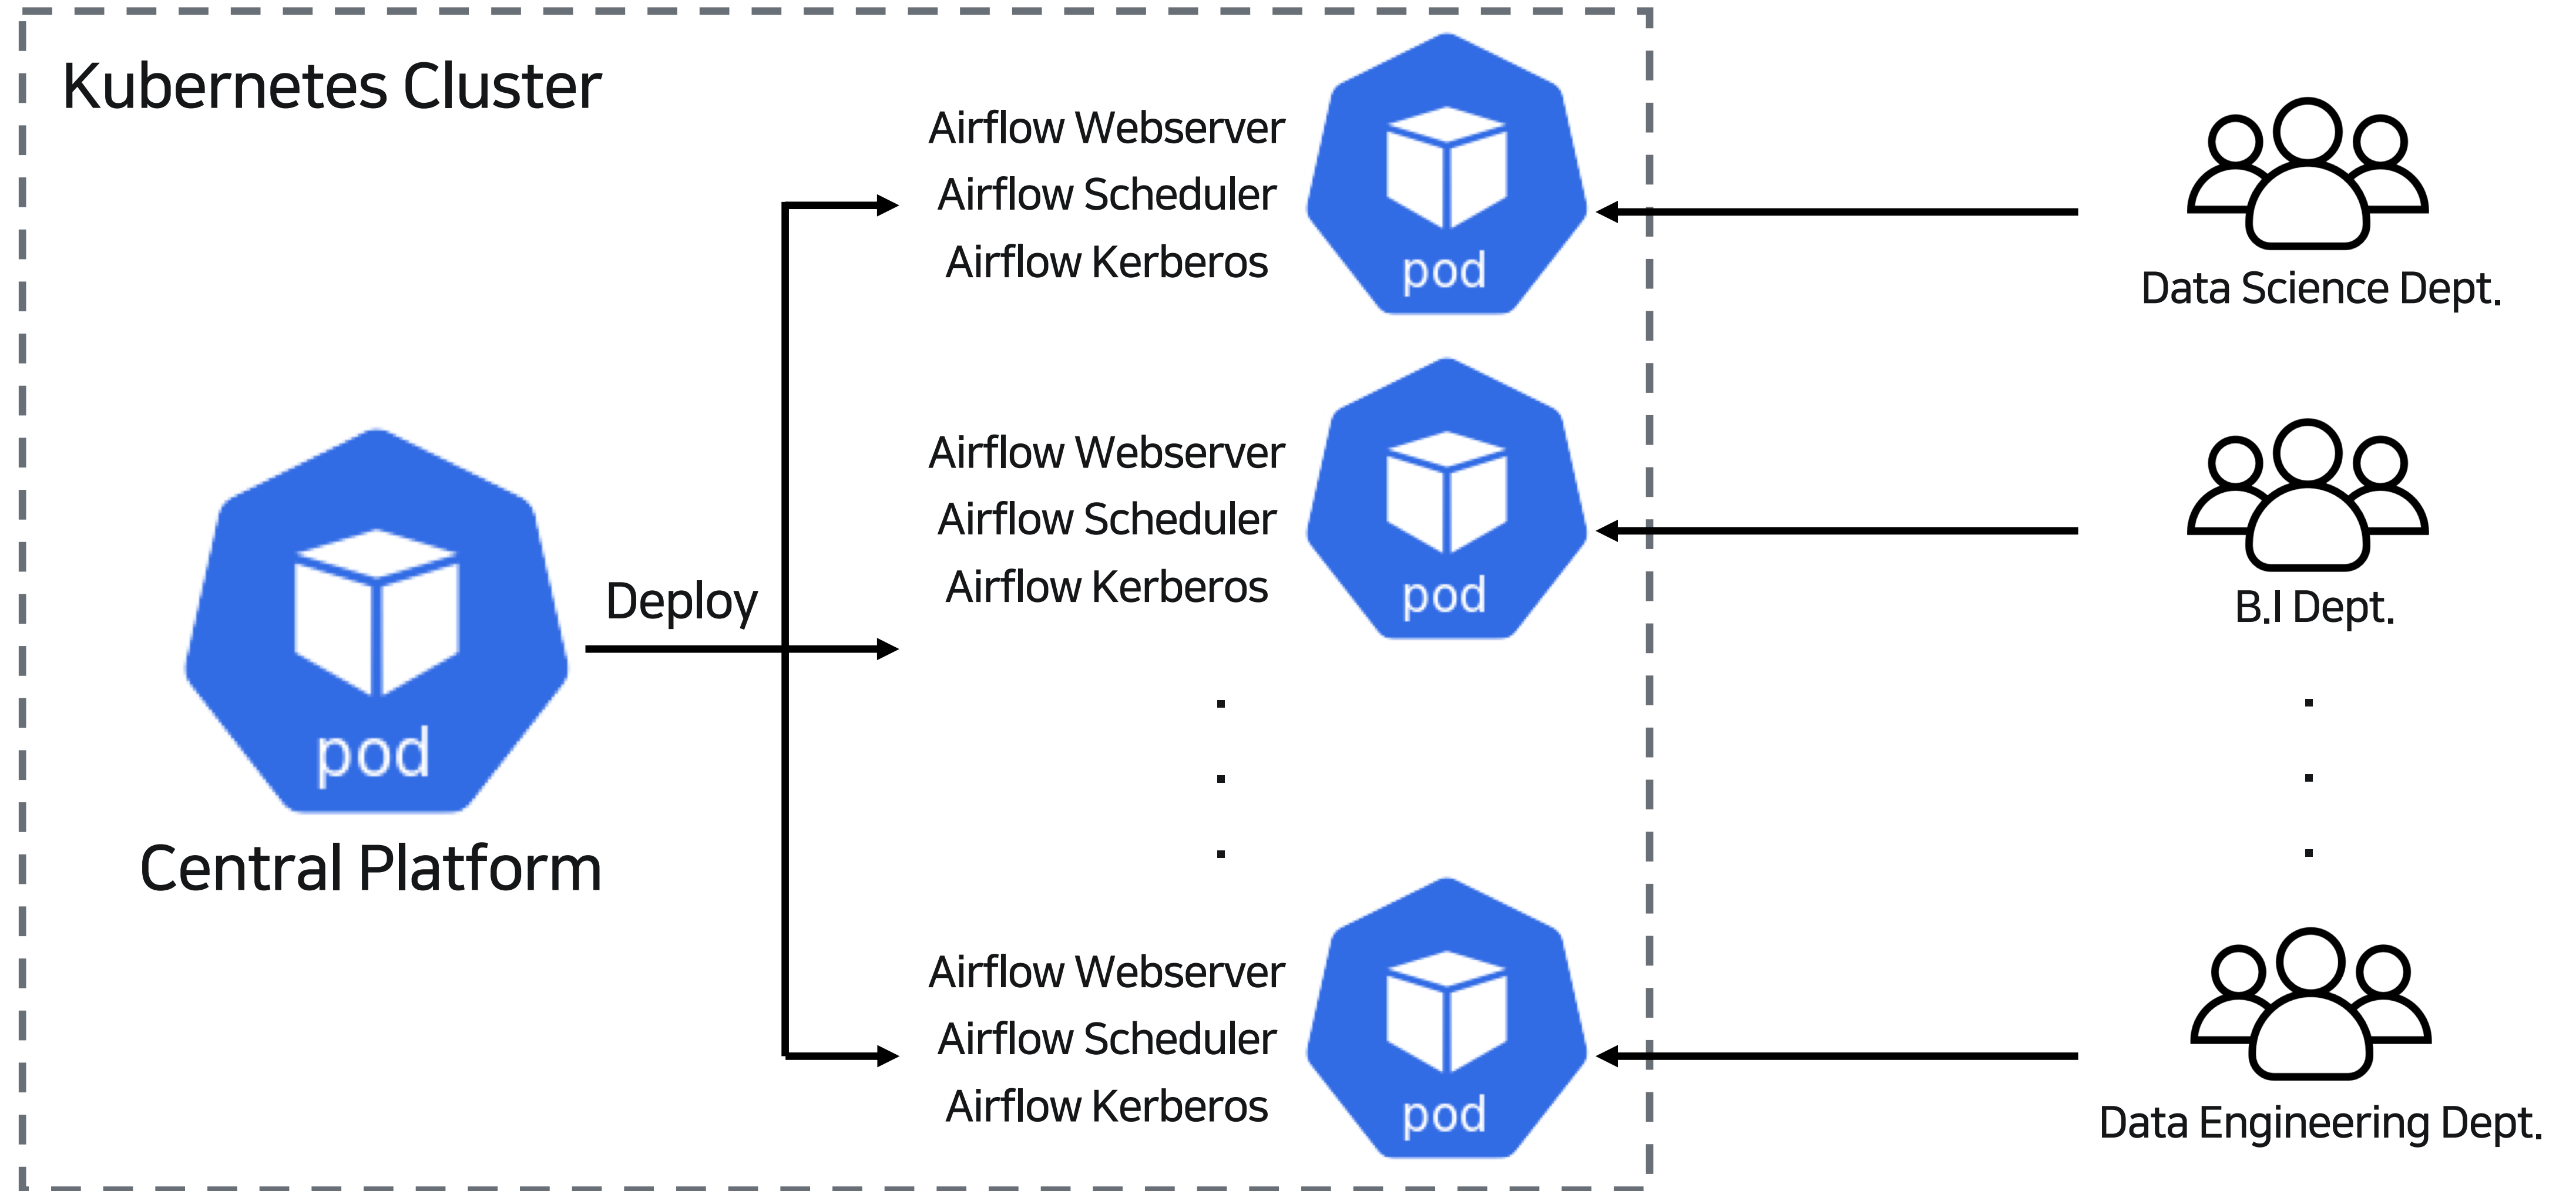 Kubernetes Cluster
Airflow Webserver
Airflow Scheduler
Airflow Kerberos
pod
Data Science Dept.
Airflow Webserver
Airflow Scheduler
Airflow Kerberos
pod
B.I Dept.
Deploy
pod
Central Platform
Airflow Webserver
Airflow Scheduler
Airflow Kerberos
pod
Data Engineering Dept.